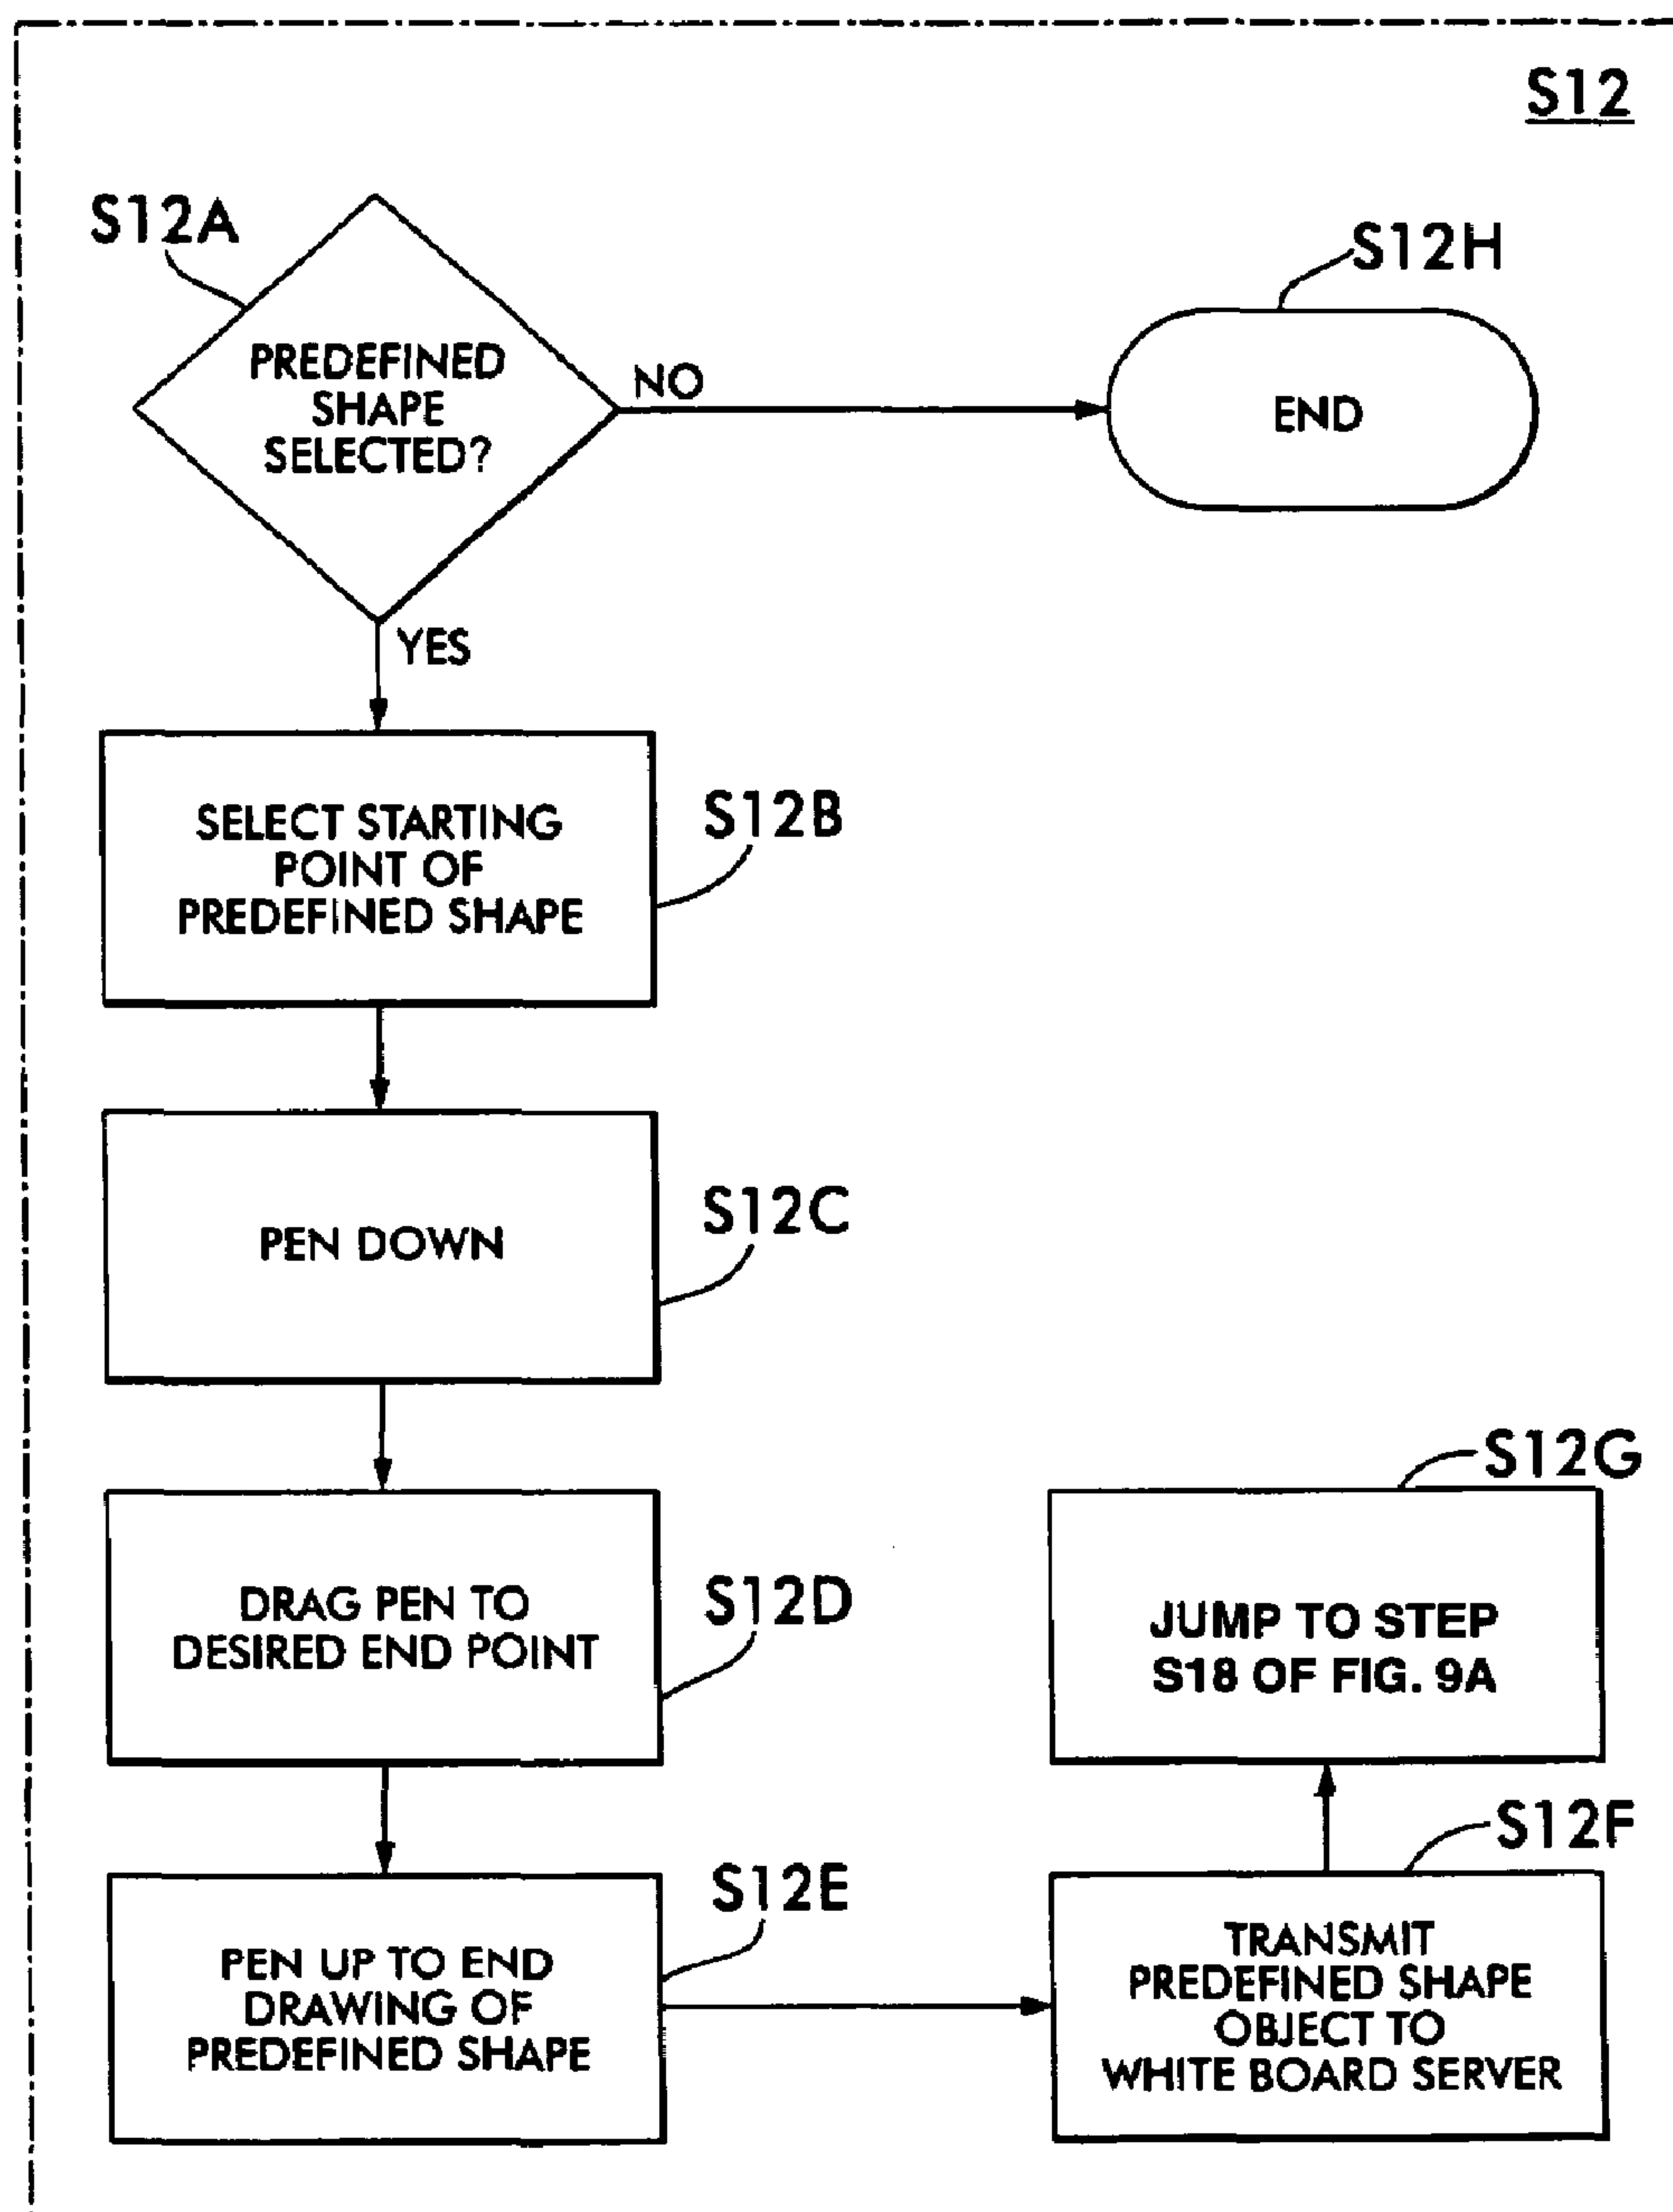 S12
S12A
PREDEFINED
SHAPE
SELECTED?
NO
S12H
END
YES
SELECT STARTING
POINT OF
PREDEFINED SHAPE
S12B
PEN DOWN
S12C
DRAG PEN TO
DESIRED END POINT
S12D
PEN UP TO END
DRAWING OF
PREDEFINED SHAPE
S12E
TRANSMIT
PREDEFINED SHAPE
OBJECT TO
WHITE BOARD SERVER
S12F
JUMP TO STEP
S18 OF FIG. 9A
S12G